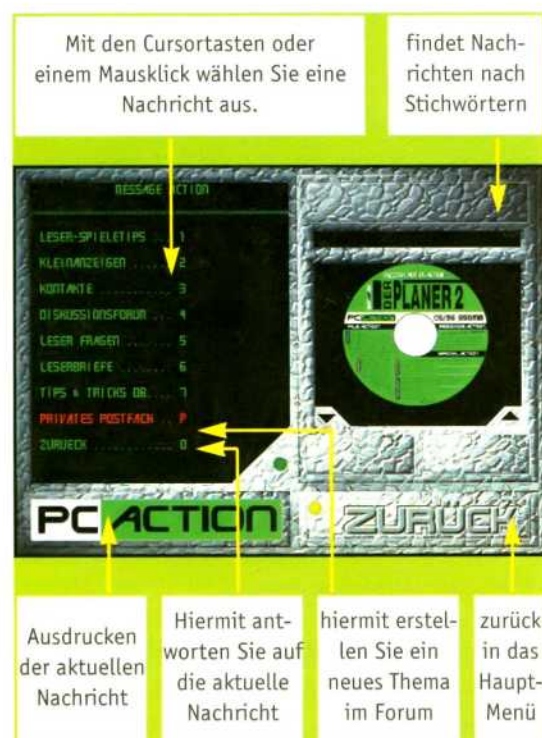 Mit den Cursortasten oder
einem Mausklick wählen Sie eine
Nachricht aus.
findet Nach-
richten nach
Stichwörtern
MESSAGE ACTION
LESER-SPIELETIPS .... 1
KLEINANZEIGEN ....... 2
KONTAKTE ............ 3
DISKUSSIONSFORUM .... 4
LESER FRAGEN ........ 5
LESERBRIEFE ......... 6
TIPS & TRICKS DB .... 7
PRIVATES POSTFACH ... P
ZURUECK ............. 0
DER PLANER 2
PC ACTION
PC ACTION
ZURÜCK
Ausdrucken
der aktuellen
Nachricht
Hiermit ant-
worten Sie auf
die aktuelle
Nachricht
hiermit erstel-
len Sie ein
neues Thema
im Forum
zurück
in das
Haupt-
Menü